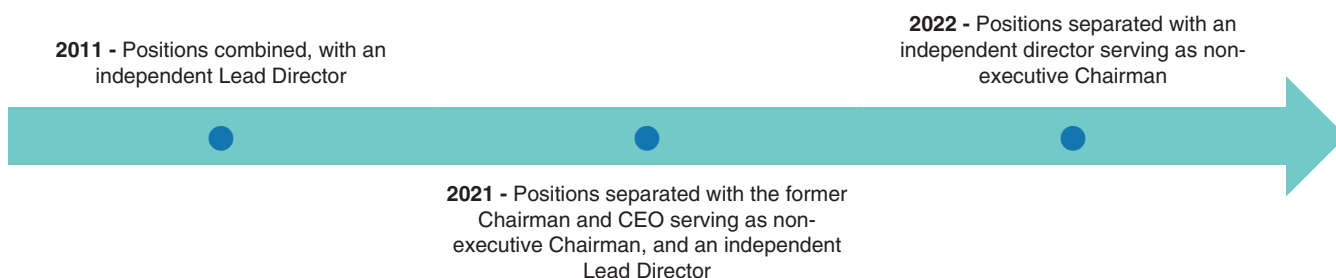 2011 - Positions combined, with an
independent Lead Director
2021 - Positions separated with the former
Chairman and CEO serving as non-
executive Chairman, and an independent
Lead Director
2022 - Positions separated with an
independent director serving as non-
executive Chairman